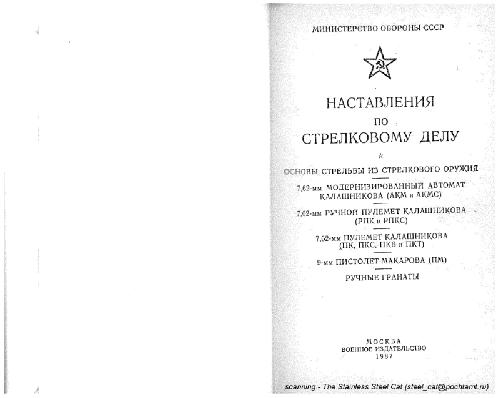 МИНИСТЕРСТВО ОБОРОНЫ СССР
НАСТАВЛЕНИЯ
ПО
СТРЕЛКОВОМУ ДЕЛУ
ОСНОВЫ СТРЕЛЬБЫ ИЗ СТРЕЛКОВОГО ОРУЖИЯ
7,62-мм МОДЕРНИЗИРОВАННЫЙ АВТОМАТ
КАЛАШНИКОВА (АКМ и АКМС)
7,62-мм РУЧНОЙ ПУЛЕМЕТ КАЛАШНИКОВА
(РПК и РПКС)
7,62-мм ПУЛЕМЕТ КАЛАШНИКОВА
(ПК, ПКС, ПКБ и ПКТ)
9-мм ПИСТОЛЕТ МАКАРОВА (ПМ)
РУЧНЫЕ ГРАНАТЫ
МОСКВА
ВОЕННОЕ ИЗДАТЕЛЬСТВО
1987
scanning - The Stainless Steel Cat (steel_cat@pochtamt.ru)